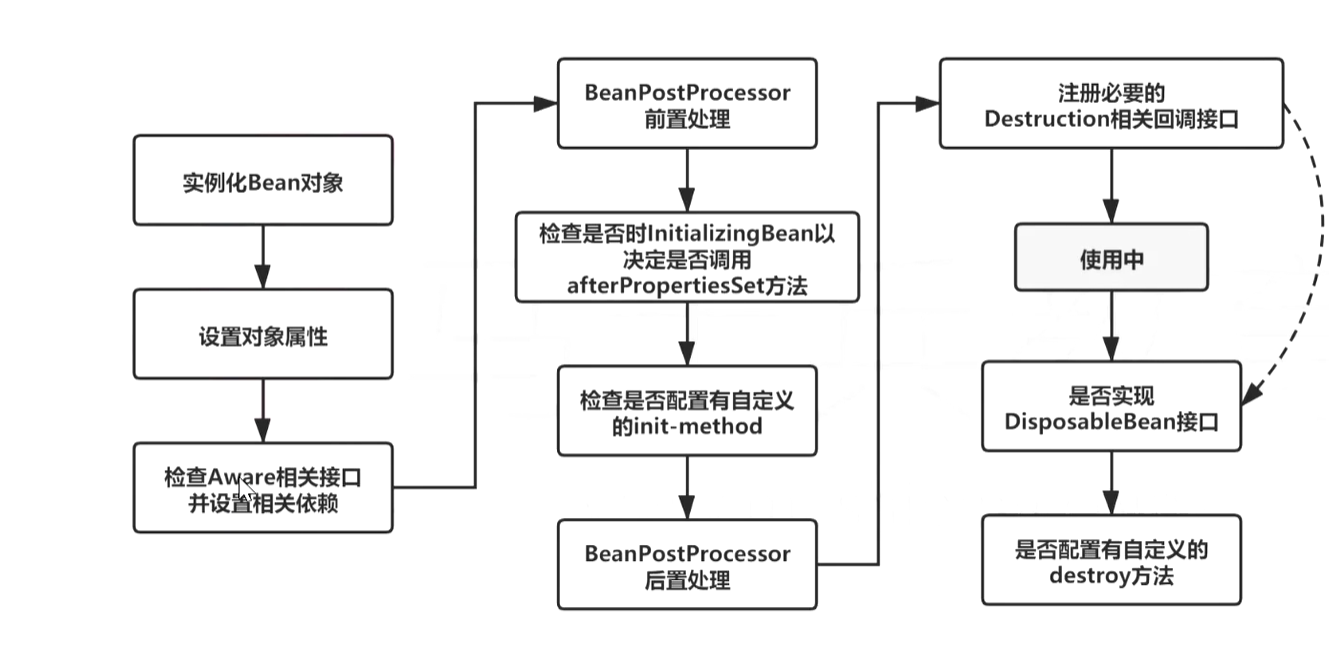 实例化Bean对象
设置对象属性
检查Aware相关接口
并设置相关依赖
BeanPostProcessor
前置处理
检查是否时InitializingBean以
决定是否调用
afterPropertiesSet方法
检查是否配置有自定义
的init-method
BeanPostProcessor
后置处理
注册必要的
Destruction相关回调接口
使用中
是否实现
DisposableBean接口
是否配置有自定义的
destroy方法